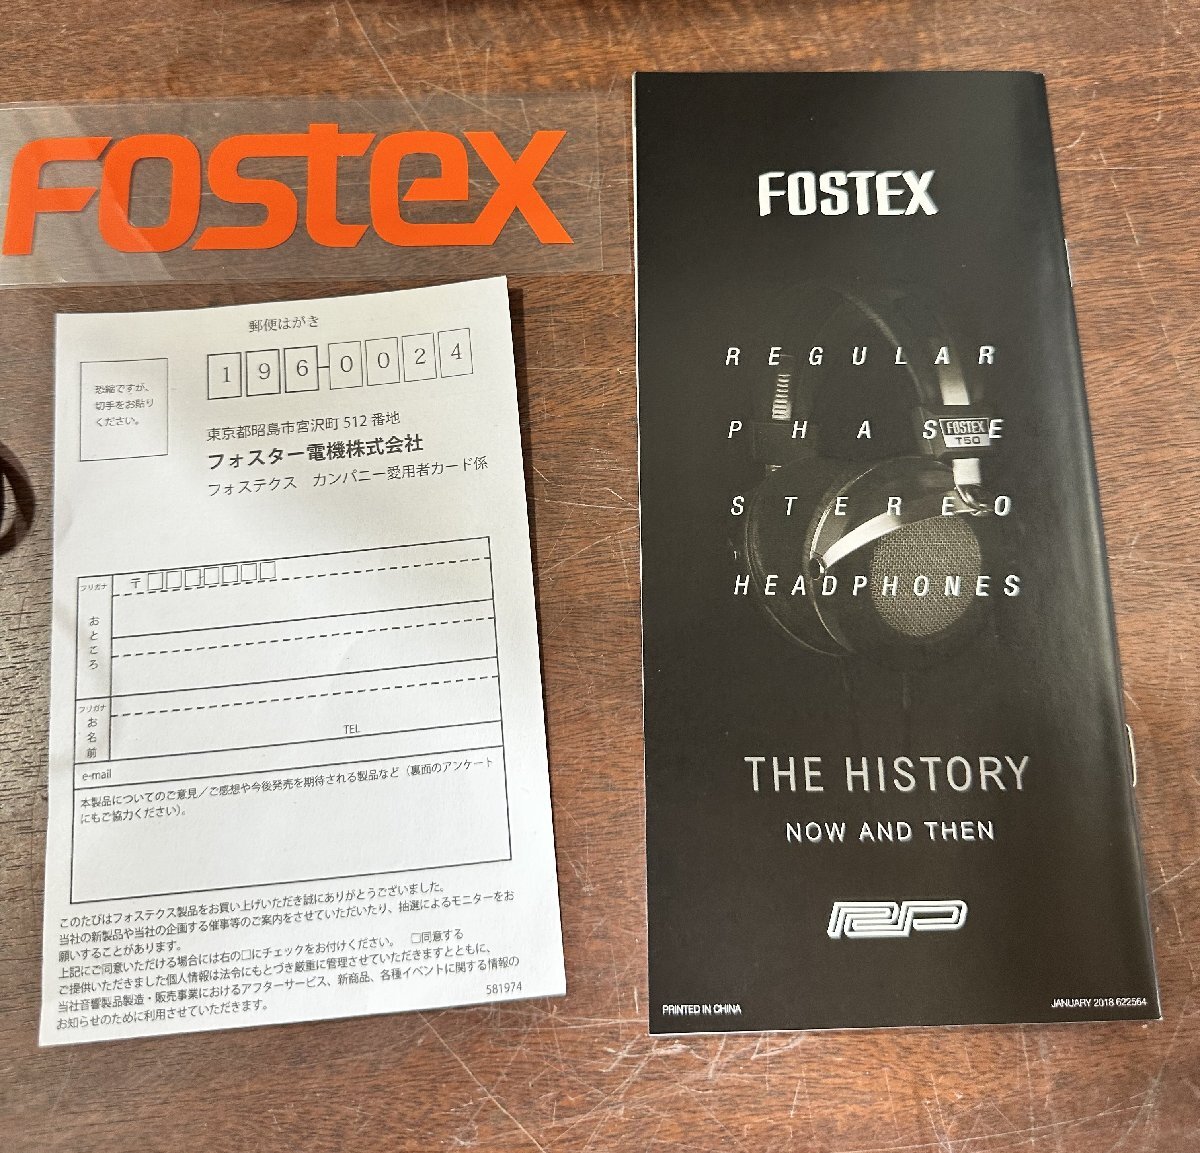 FOSTEX
郵便はがき
恐縮ですが、
切手をお貼り
ください。
196-0024
東京都昭島市宮沢町 512 番地
フォスター電機株式会社
フォステクス カンパニー愛用者カード係
フリガナ
〒
おところ
フリガナ
お名前
TEL
e-mail
本製品についてのご意見／ご感想や今後発売を期待される製品など（裏面のアンケート
にもご協力ください）。
このたびはフォステクス製品をお買い上げいただき誠にありがとうございました。
当社の新製品や当社の企画する催事等のご案内をさせていただいたり、抽選によるモニターをお
願いすることがあります。
上記にご同意いただける場合には右の□にチェックをお付けください。 □同意する
ご提供いただきました個人情報は法令にもとづき厳重に管理させていただきますとともに、
当社音響製品製造・販売事業におけるアフターサービス、新商品、各種イベントに関する情報の
お知らせのために利用させていただきます。
581974
FOSTEX
REGULAR
PHASE
FOSTEX
T50
STEREO
HEADPHONES
THE HISTORY
NOW AND THEN
RP
PRINTED IN CHINA
JANUARY 2018 622564